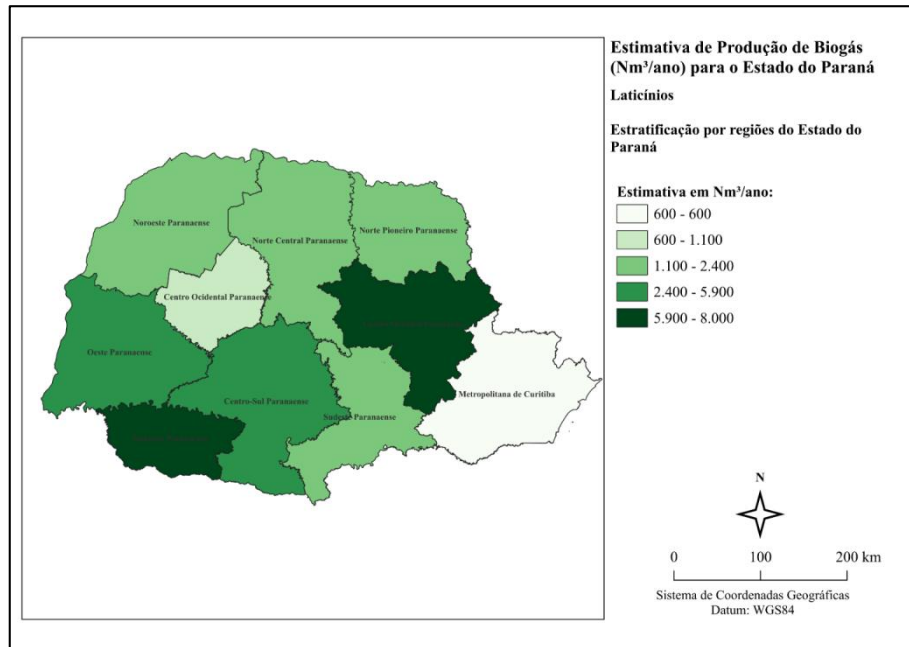 Estimativa de Produção de Biogás
(Nm³/ano) para o Estado do Paraná
Laticínios
Estratificação por regiões do Estado do
Paraná
Estimativa em Nm³/ano:
600 - 600
600 - 1.100
1.100 - 2.400
2.400 - 5.900
5.900 - 8.000
Noroeste Paranaense
Norte Central Paranaense
Norte Pioneiro Paranaense
Centro Ocidental Paranaense
Oeste Paranaense
Centro-Sul Paranaense
Sudeste Paranaense
Metropolitana de Curitiba
N
0 100 200 km
Sistema de Coordenadas Geográficas
Datum: WGS84